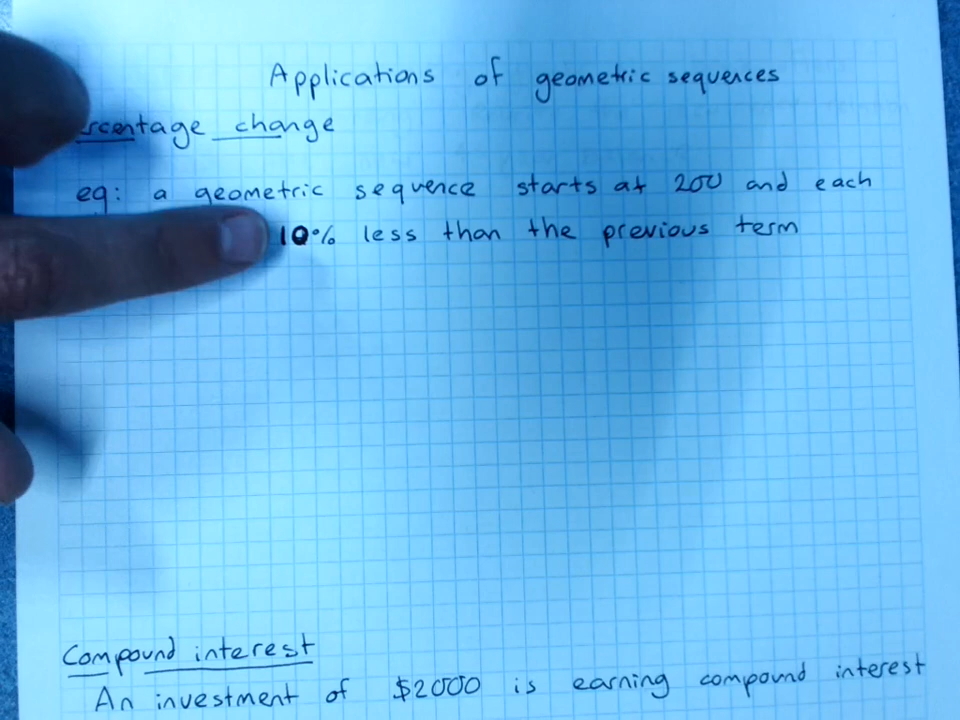 Applications of geometric sequences
rcentage change
eg: a geometric sequence starts at 200 and each
10% less than the previous term
Compound interest
An investment of $2000 is earning compound interest